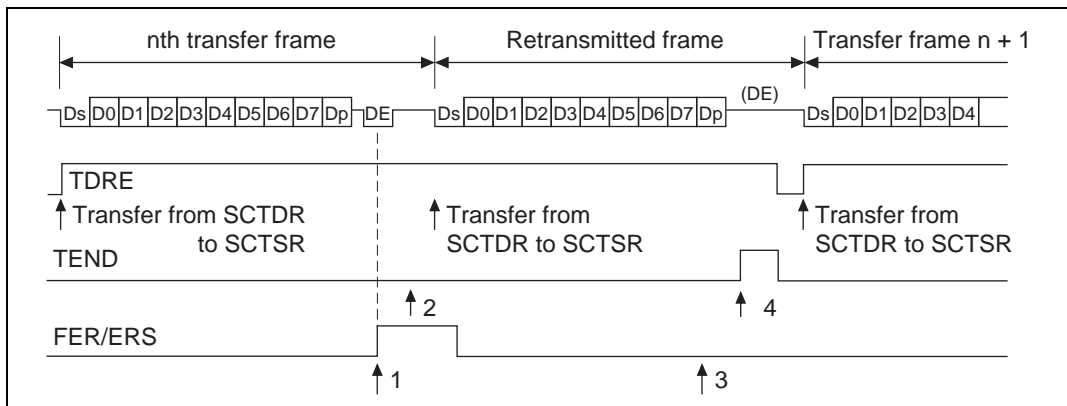 nth transfer frame
Retransmitted frame
Transfer frame n + 1
(DE)
Ds D0 D1 D2 D3 D4 D5 D6 D7 Dp DE Ds D0 D1 D2 D3 D4 D5 D6 D7 Dp Ds D0 D1 D2 D3 D4
TDRE
Transfer from SCTDR
to SCTSR
Transfer from
SCTDR to SCTSR
Transfer from
SCTDR to SCTSR
TEND
2
4
FER/ERS
1
3